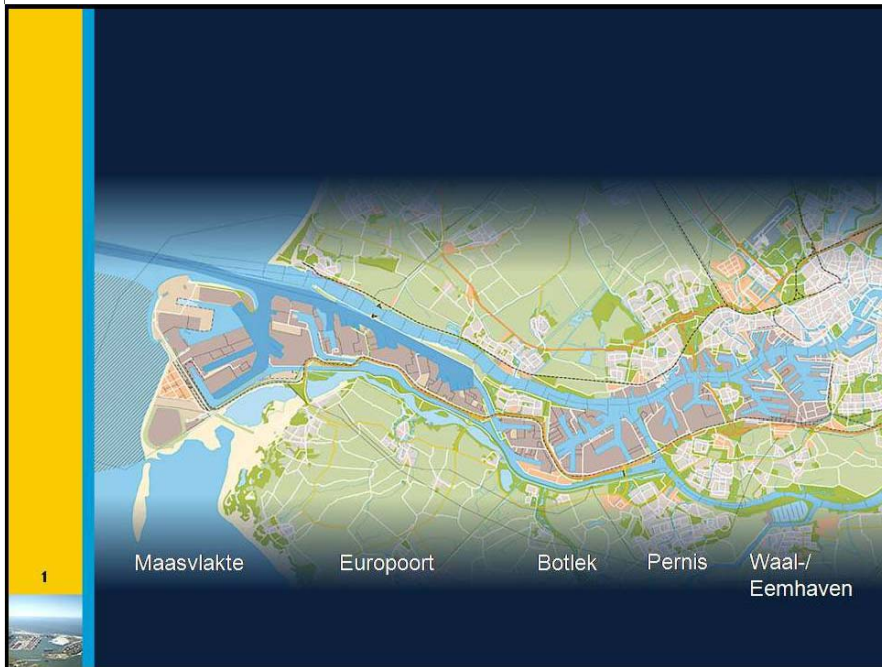 Maasvlakte
Europoort
Botlek
Pernis
Waal-/
Eemhaven
1